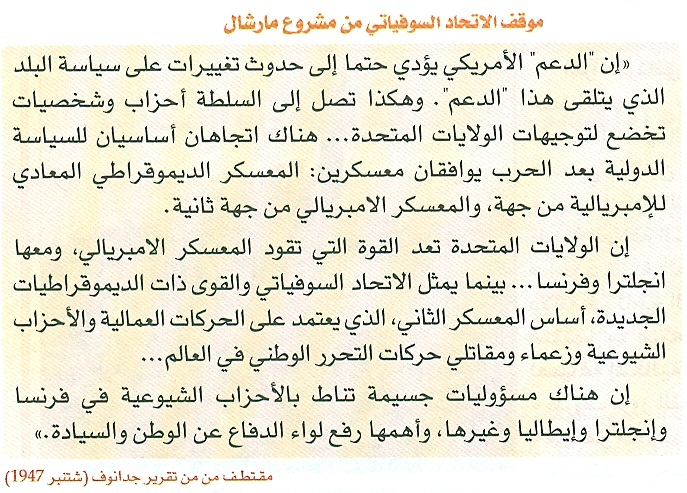 موقف الاتحاد السوفياتي من مشروع مارشال
«إن "الدعم" الأمريكي يؤدي حتما إلى حدوث تغييرات على سياسة البلد
الذي يتلقى هذا "الدعم". وهكذا تصل إلى السلطة أحزاب وشخصيات
تخضع لتوجيهات الولايات المتحدة... هناك اتجاهان أساسيان للسياسة
الدولية بعد الحرب يوافقان معسكرين: المعسكر الديموقراطي المعادي
للإمبريالية من جهة، والمعسكر الامبريالي من جهة ثانية.
إن الولايات المتحدة تعد القوة التي تقود المعسكر الامبريالي، ومعها
انجلترا وفرنسا... بينما يمثل الاتحاد السوفياتي والقوى ذات الديموقراطيات
الجديدة، أساس المعسكر الثاني، الذي يعتمد على الحركات العمالية والأحزاب
الشيوعية وزعماء ومقاتلي حركات التحرر الوطني في العالم...
إن هناك مسؤوليات جسيمة تناط بالأحزاب الشيوعية في فرنسا
وإنجلترا وإيطاليا وغيرها، وأهمها رفع لواء الدفاع عن الوطن والسيادة.»
مقتطف من من تقرير جدانوف (شتنبر 1947)